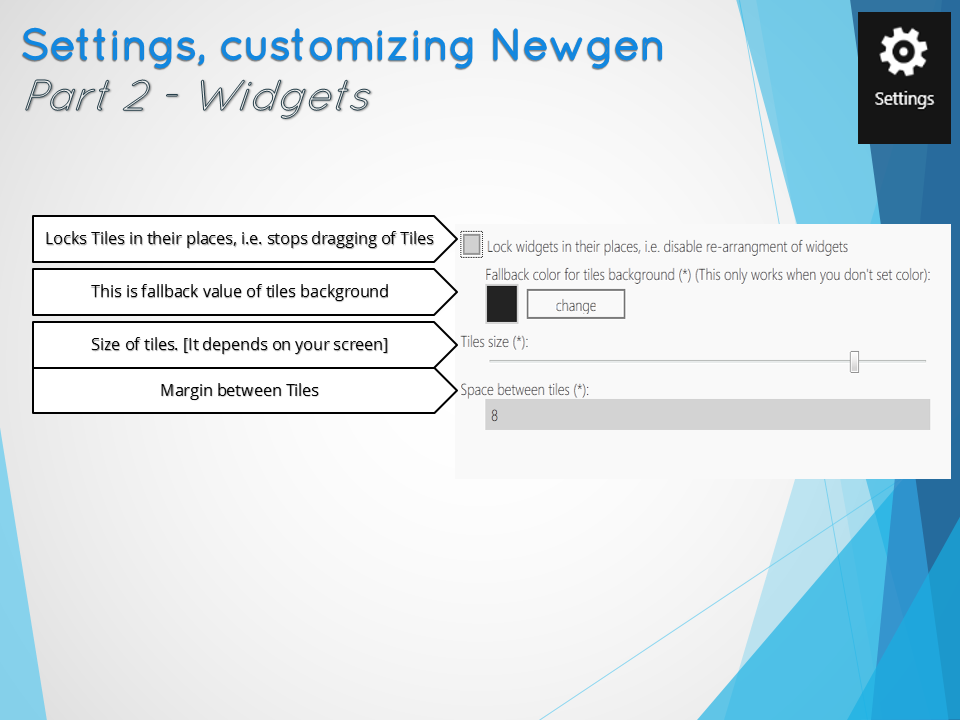 Settings, customizing Newgen
Part 2 - Widgets
Settings
Locks Tiles in their places, i.e. stops dragging of Tiles
This is fallback value of tiles background
Size of tiles. [It depends on your screen]
Margin between Tiles
Lock widgets in their places, i.e. disable re-arrangment of widgets
Fallback color for tiles background (*) (This only works when you don't set color):
change
Tiles size (*):
Space between tiles (*):
8